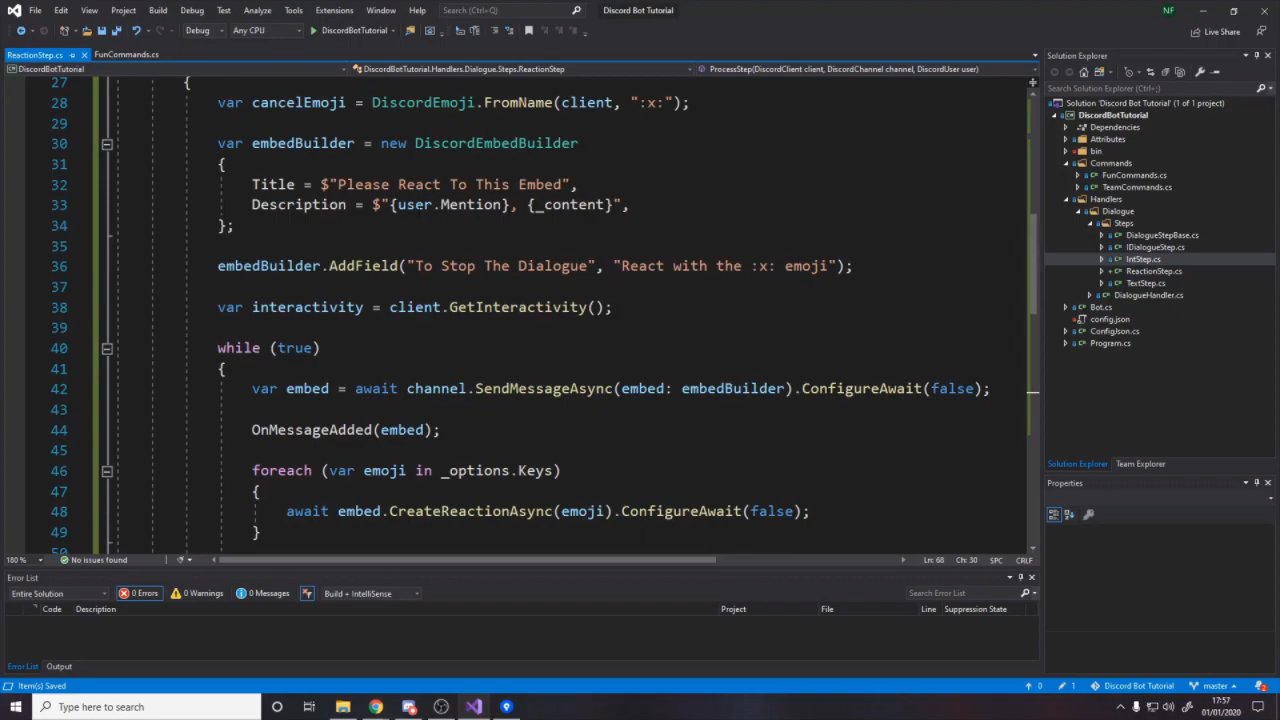 File Edit View Project Build Debug Test Analyze Tools Extensions Window Help Search (Ctrl+Q) Discord Bot Tutorial NF
Debug Any CPU DiscordBotTutorial Live Share
ReactionStep.cs FunCommands.cs
DiscordBotTutorial DiscordBotTutorial.Handlers.Dialogue.Steps.ReactionStep ProcessStep(DiscordClient client, DiscordChannel channel, DiscordUser user)
27 {
28 var cancelEmoji = DiscordEmoji.FromName(client, ":x:");
29
30 var embedBuilder = new DiscordEmbedBuilder
31 {
32 Title = $"Please React To This Embed",
33 Description = $"{user.Mention}, {_content}",
34 };
35
36 embedBuilder.AddField("To Stop The Dialogue", "React with the :x: emoji");
37
38 var interactivity = client.GetInteractivity();
39
40 while (true)
41 {
42 var embed = await channel.SendMessageAsync(embed: embedBuilder).ConfigureAwait(false);
43
44 OnMessageAdded(embed);
45
46 foreach (var emoji in _options.Keys)
47 {
48 await embed.CreateReactionAsync(emoji).ConfigureAwait(false);
49 }
50
180 % No issues found Ln: 68 Ch: 30 SPC CRLF
Error List
Entire Solution 0 Errors 0 Warnings 0 Messages Build + IntelliSense Search Error List
Code Description Project File Line Suppression State
Error List Output
Solution Explorer
Search Solution Explorer (Ctrl+;)
Solution 'Discord Bot Tutorial' (1 of 1 project)
DiscordBotTutorial
Dependencies
Attributes
bin
Commands
FunCommands.cs
TeamCommands.cs
Handlers
Dialogue
Steps
DialogueStepBase.cs
IDialogueStep.cs
IntStep.cs
ReactionStep.cs
TextStep.cs
DialogueHandler.cs
Bot.cs
config.json
ConfigJson.cs
Program.cs
Solution Explorer Team Explorer
Properties
Item(s) Saved 0 1 Discord Bot Tutorial master 2
Type here to search 17:57
01/01/2020